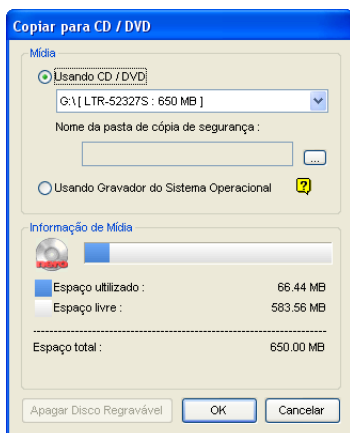 Copiar para CD / DVD
Mídia
Usando CD / DVD
G:\ [ LTR-52327S : 650 MB ]
Nome da pasta de cópia de segurança :
...
Usando Gravador do Sistema Operacional
?
Informação de Mídia
Espaço ultilizado : 66.44 MB
Espaço livre : 583.56 MB
Espaço total : 650.00 MB
Apagar Disco Regravável OK Cancelar